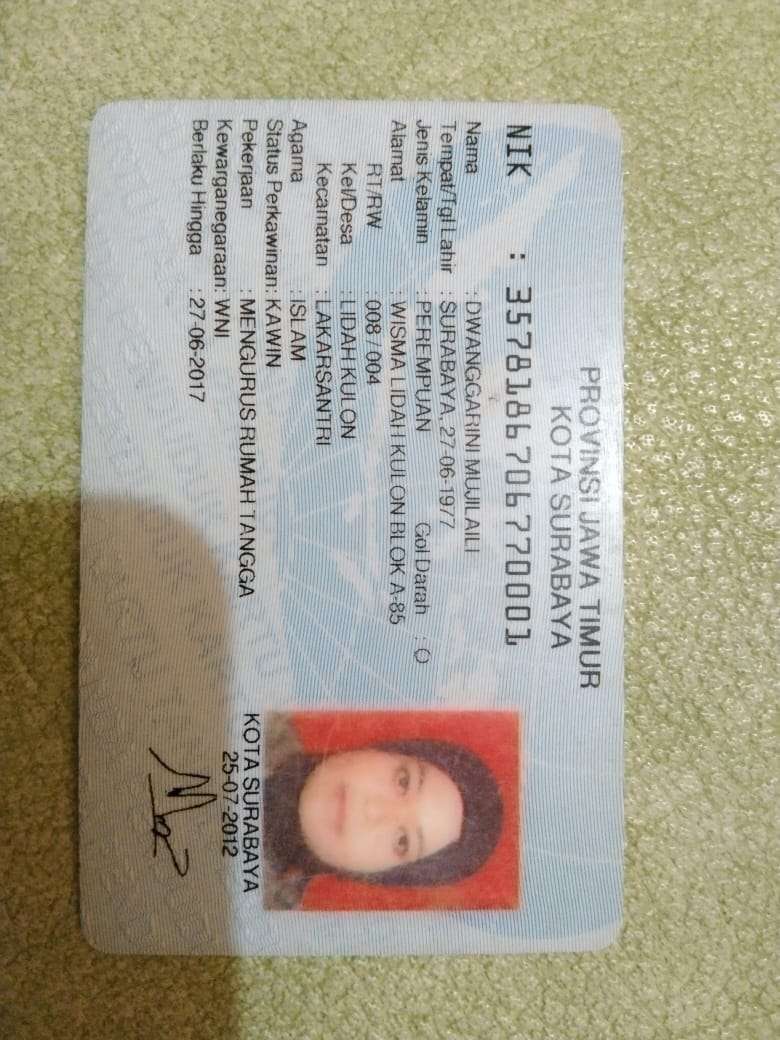 PROVINSI JAWA TIMUR
KOTA SURABAYA
NIK : 3578186706770001
Nama : DWANGGARINI MUJILAILI
Tempat/Tgl Lahir : SURABAYA, 27-06-1977
Jenis Kelamin : PEREMPUAN Gol Darah : O
Alamat : WISMA LIDAH KULON BLOK A-85
RT/RW : 008 / 004
Kel/Desa : LIDAH KULON
Kecamatan : LAKARSANTRI
Agama : ISLAM
Status Perkawinan: KAWIN
Pekerjaan : MENGURUS RUMAH TANGGA
Kewarganegaraan: WNI
Berlaku Hingga : 27-06-2017
KOTA SURABAYA
25-07-2012